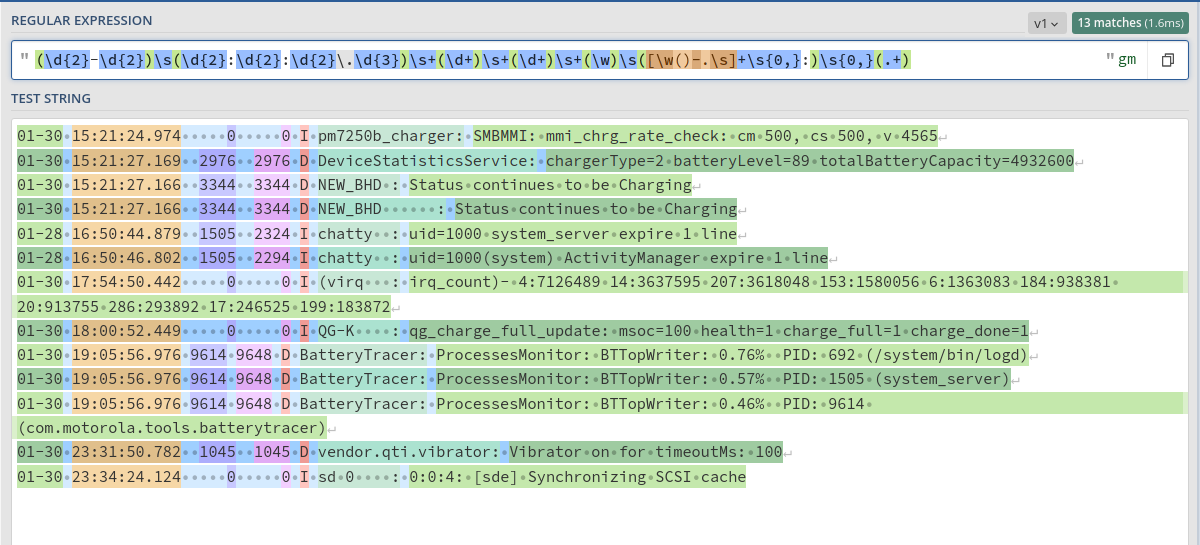 REGULAR EXPRESSION
v1 13 matches (1.6ms)
" (\d{2}-\d{2})\s(\d{2}:\d{2}:\d{2}\.\d{3})\s+(\d+)\s+(\d+)\s+(\w)\s([\w()-.\s]+\s{0,}:)\s{0,}(.+) " gm
TEST STRING
01-30 15:21:24.974     0     0 I pm7250b_charger: SMBMMI: mmi_chrg_rate_check: cm 500, cs 500, v 4565
01-30 15:21:27.169  2976  2976 D DeviceStatisticsService: chargerType=2 batteryLevel=89 totalBatteryCapacity=4932600
01-30 15:21:27.166  3344  3344 D NEW_BHD : Status continues to be Charging
01-30 15:21:27.166  3344  3344 D NEW_BHD      : Status continues to be Charging
01-28 16:50:44.879  1505  2324 I chatty  : uid=1000 system_server expire 1 line
01-28 16:50:46.802  1505  2294 I chatty  : uid=1000(system) ActivityManager expire 1 line
01-30 17:54:50.442     0     0 I (virq   : irq_count)- 4:7126489 14:3637595 207:3618048 153:1580056 6:1363083 184:938381
20:913755 286:293892 17:246525 199:183872
01-30 18:00:52.449     0     0 I QG-K    : qg_charge_full_update: msoc=100 health=1 charge_full=1 charge_done=1
01-30 19:05:56.976 9614 9648 D BatteryTracer: ProcessesMonitor: BTTopWriter: 0.76%  PID: 692 (/system/bin/logd)
01-30 19:05:56.976 9614 9648 D BatteryTracer: ProcessesMonitor: BTTopWriter: 0.57%  PID: 1505 (system_server)
01-30 19:05:56.976 9614 9648 D BatteryTracer: ProcessesMonitor: BTTopWriter: 0.46%  PID: 9614
(com.motorola.tools.batterytracer)
01-30 23:31:50.782  1045  1045 D vendor.qti.vibrator: Vibrator on for timeoutMs: 100
01-30 23:34:24.124     0     0 I sd 0    : 0:0:4: [sde] Synchronizing SCSI cache